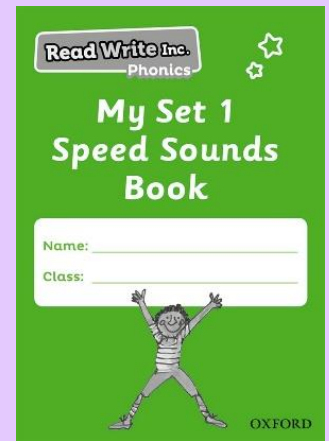 Read Write Inc.
Phonics
My Set 1
Speed Sounds
Book
Name:
Class:
OXFORD